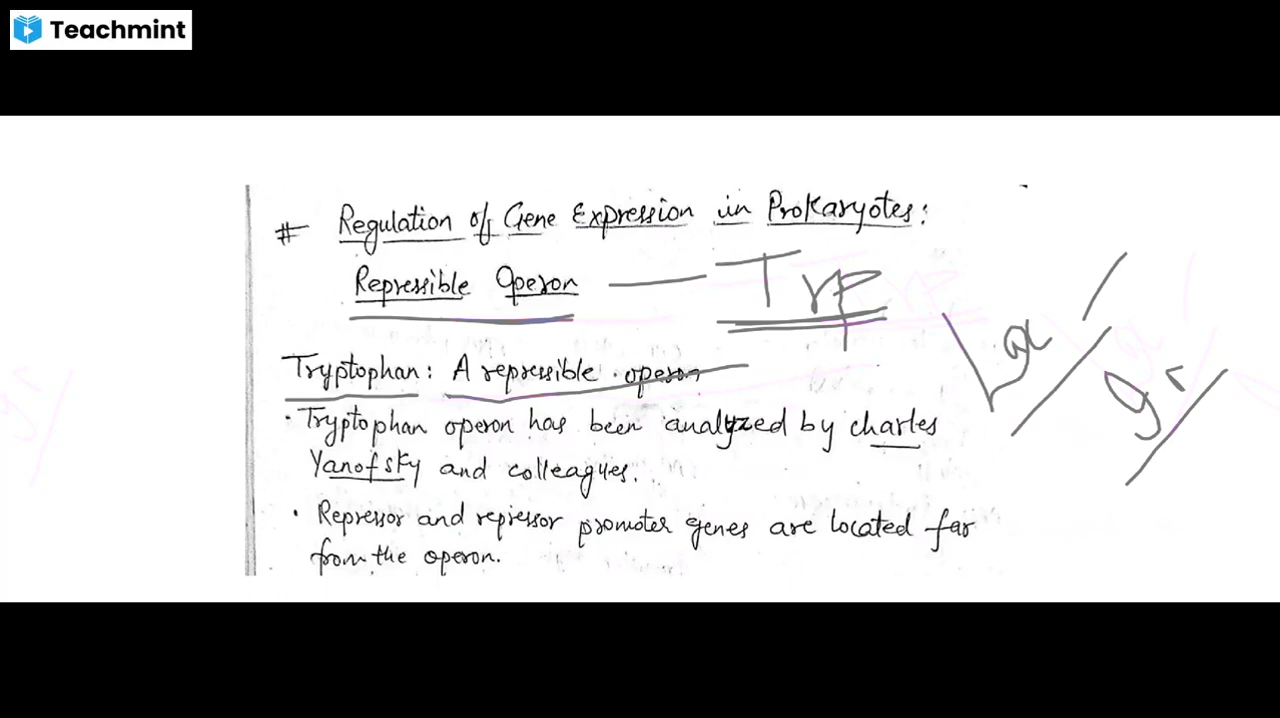 Teachmint
# Regulation of Gene Expression in Prokaryotes:
Repressible Operon — Trp
Lac
Tryptophan: A repressible operon
• Tryptophan operon has been analyzed by charles
Yanofsky and colleagues.
• Repressor and repressor promoter genes are located far
from the operon.